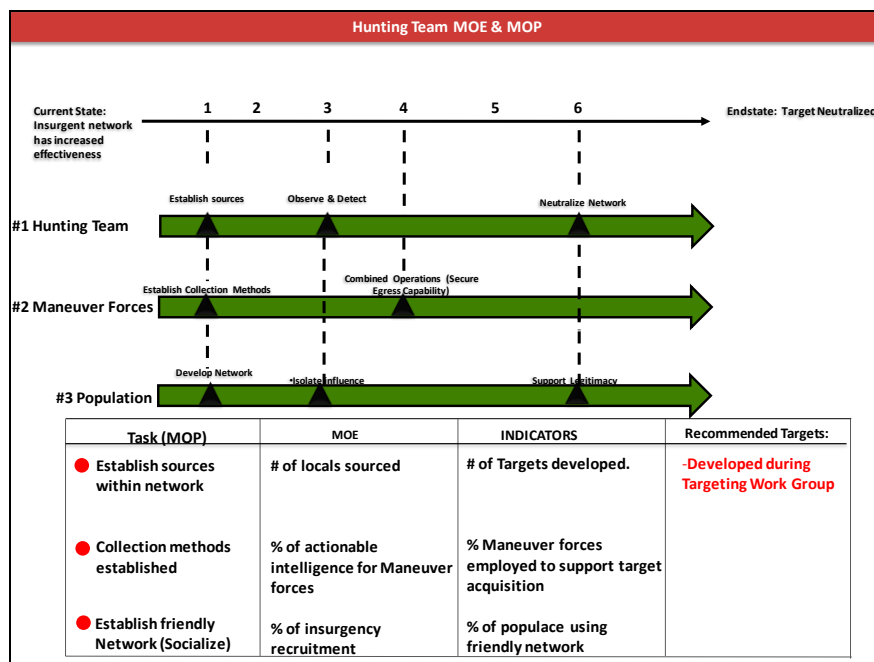 Hunting Team MOE & MOP
Current State:
Insurgent network
has increased
effectiveness
1 2 3 4 5 6
Endstate: Target Neutralized
Establish sources Observe & Detect Neutralize Network
#1 Hunting Team
Establish Collection Methods Combined Operations (Secure
Egress Capability)
#2 Maneuver Forces
Develop Network •Isolate Influence Support Legitimacy
#3 Population
Task (MOP) MOE INDICATORS Recommended Targets:
Establish sources
within network
# of locals sourced
# of Targets developed.
-Developed during
Targeting Work Group
Collection methods
established
% of actionable
intelligence for Maneuver
forces
% Maneuver forces
employed to support target
acquisition
Establish friendly
Network (Socialize)
% of insurgency
recruitment
% of populace using
friendly network